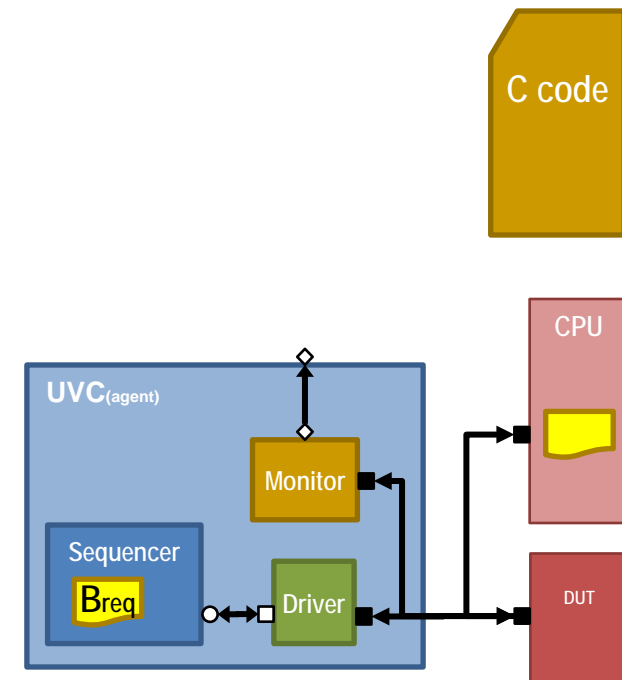 C code
CPU
UVC(agent)
Monitor
Sequencer
Breq
Driver
DUT